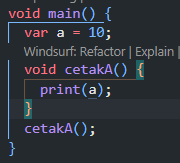 void main() {
  var a = 10;
  Windsurf: Refactor | Explain |
  void cetakA() {
    print(a);
  }
  cetakA();
}